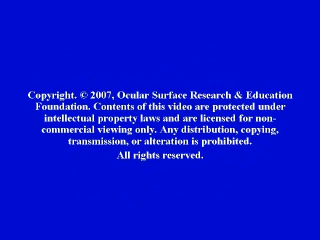 Copyright. © 2007, Ocular Surface Research & Education
Foundation. Contents of this video are protected under
intellectual property laws and are licensed for non-
commercial viewing only. Any distribution, copying,
transmission, or alteration is prohibited.
All rights reserved.